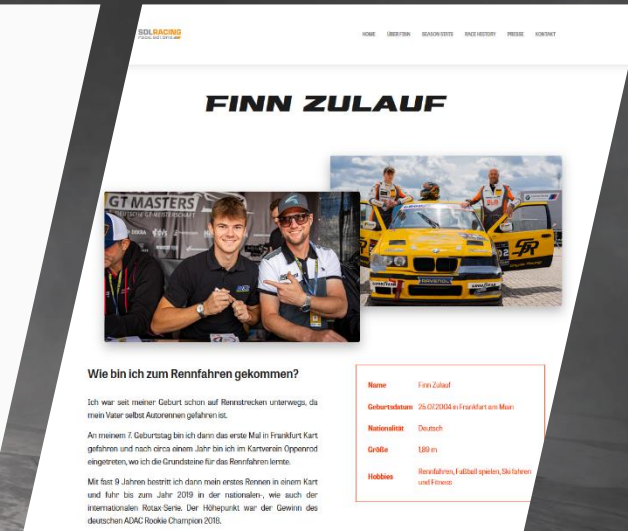 SDLRACING
HOME ÜBER FINN SEASON STATS RACE HISTORY PRESSE KONTAKT
FINN ZULAUF
GT MASTERS
DEUTSCHE GT-MEISTERSCHAFT
RAVENOL
Wie bin ich zum Rennfahren gekommen?
Ich war seit meiner Geburt schon auf Rennstrecken unterwegs, da
mein Vater selbst Autorennen gefahren ist.
An meinem 7. Geburtstag bin ich dann das erste Mal in Frankfurt Kart
gefahren und nach circa einem Jahr bin ich im Kartverein Oppenrod
eingetreten, wo ich die Grundsteine für das Rennfahren lernte.
Mit fast 9 Jahren bestritt ich dann mein erstes Rennen in einem Kart
und fuhr bis zum Jahr 2019 in der nationalen-, wie auch der
internationalen Rotax-Serie. Der Höhepunkt war der Gewinn des
deutschen ADAC Rookie Champion 2018.
Name Finn Zulauf
Geburtsdatum 26.07.2004 in Frankfurt am Main
Nationalität Deutsch
Größe 1,89 m
Hobbies Rennfahren, Fußball spielen, Ski fahren
und Fitness